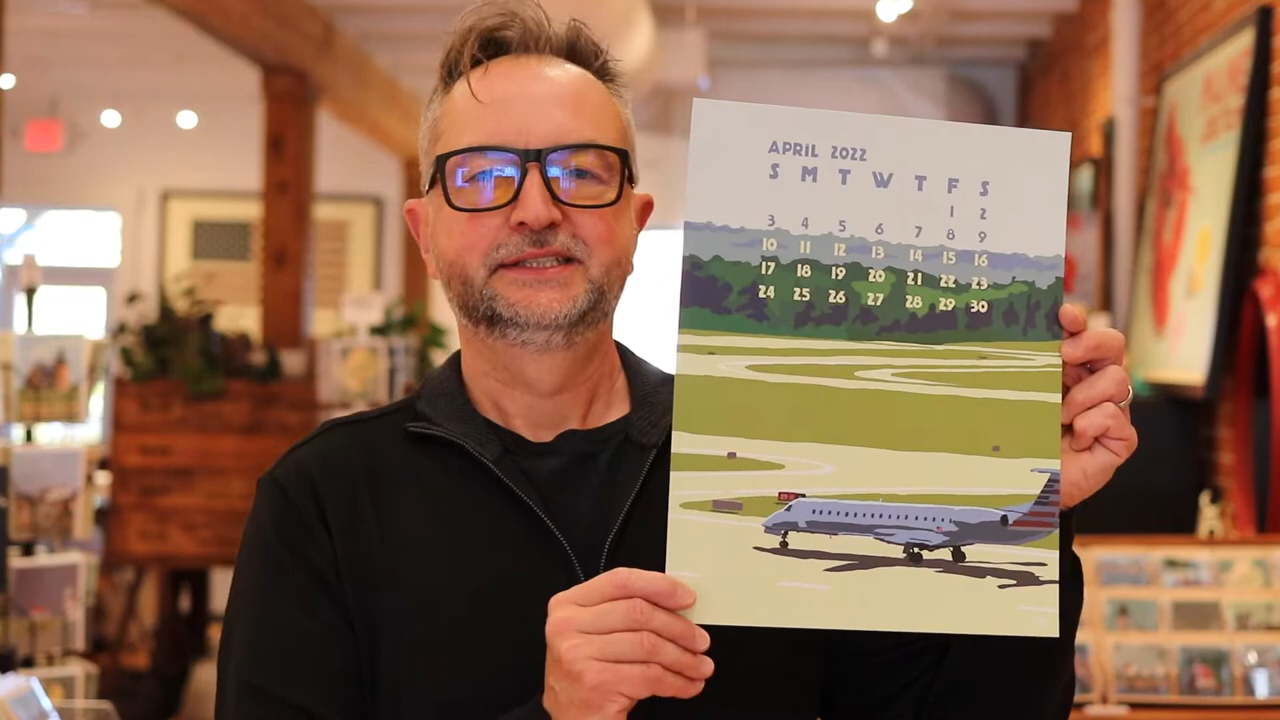 APRIL 2022
S M T W T F S
1 2
3 4 5 6 7 8 9
10 11 12 13 14 15 16
17 18 19 20 21 22 23
24 25 26 27 28 29 30